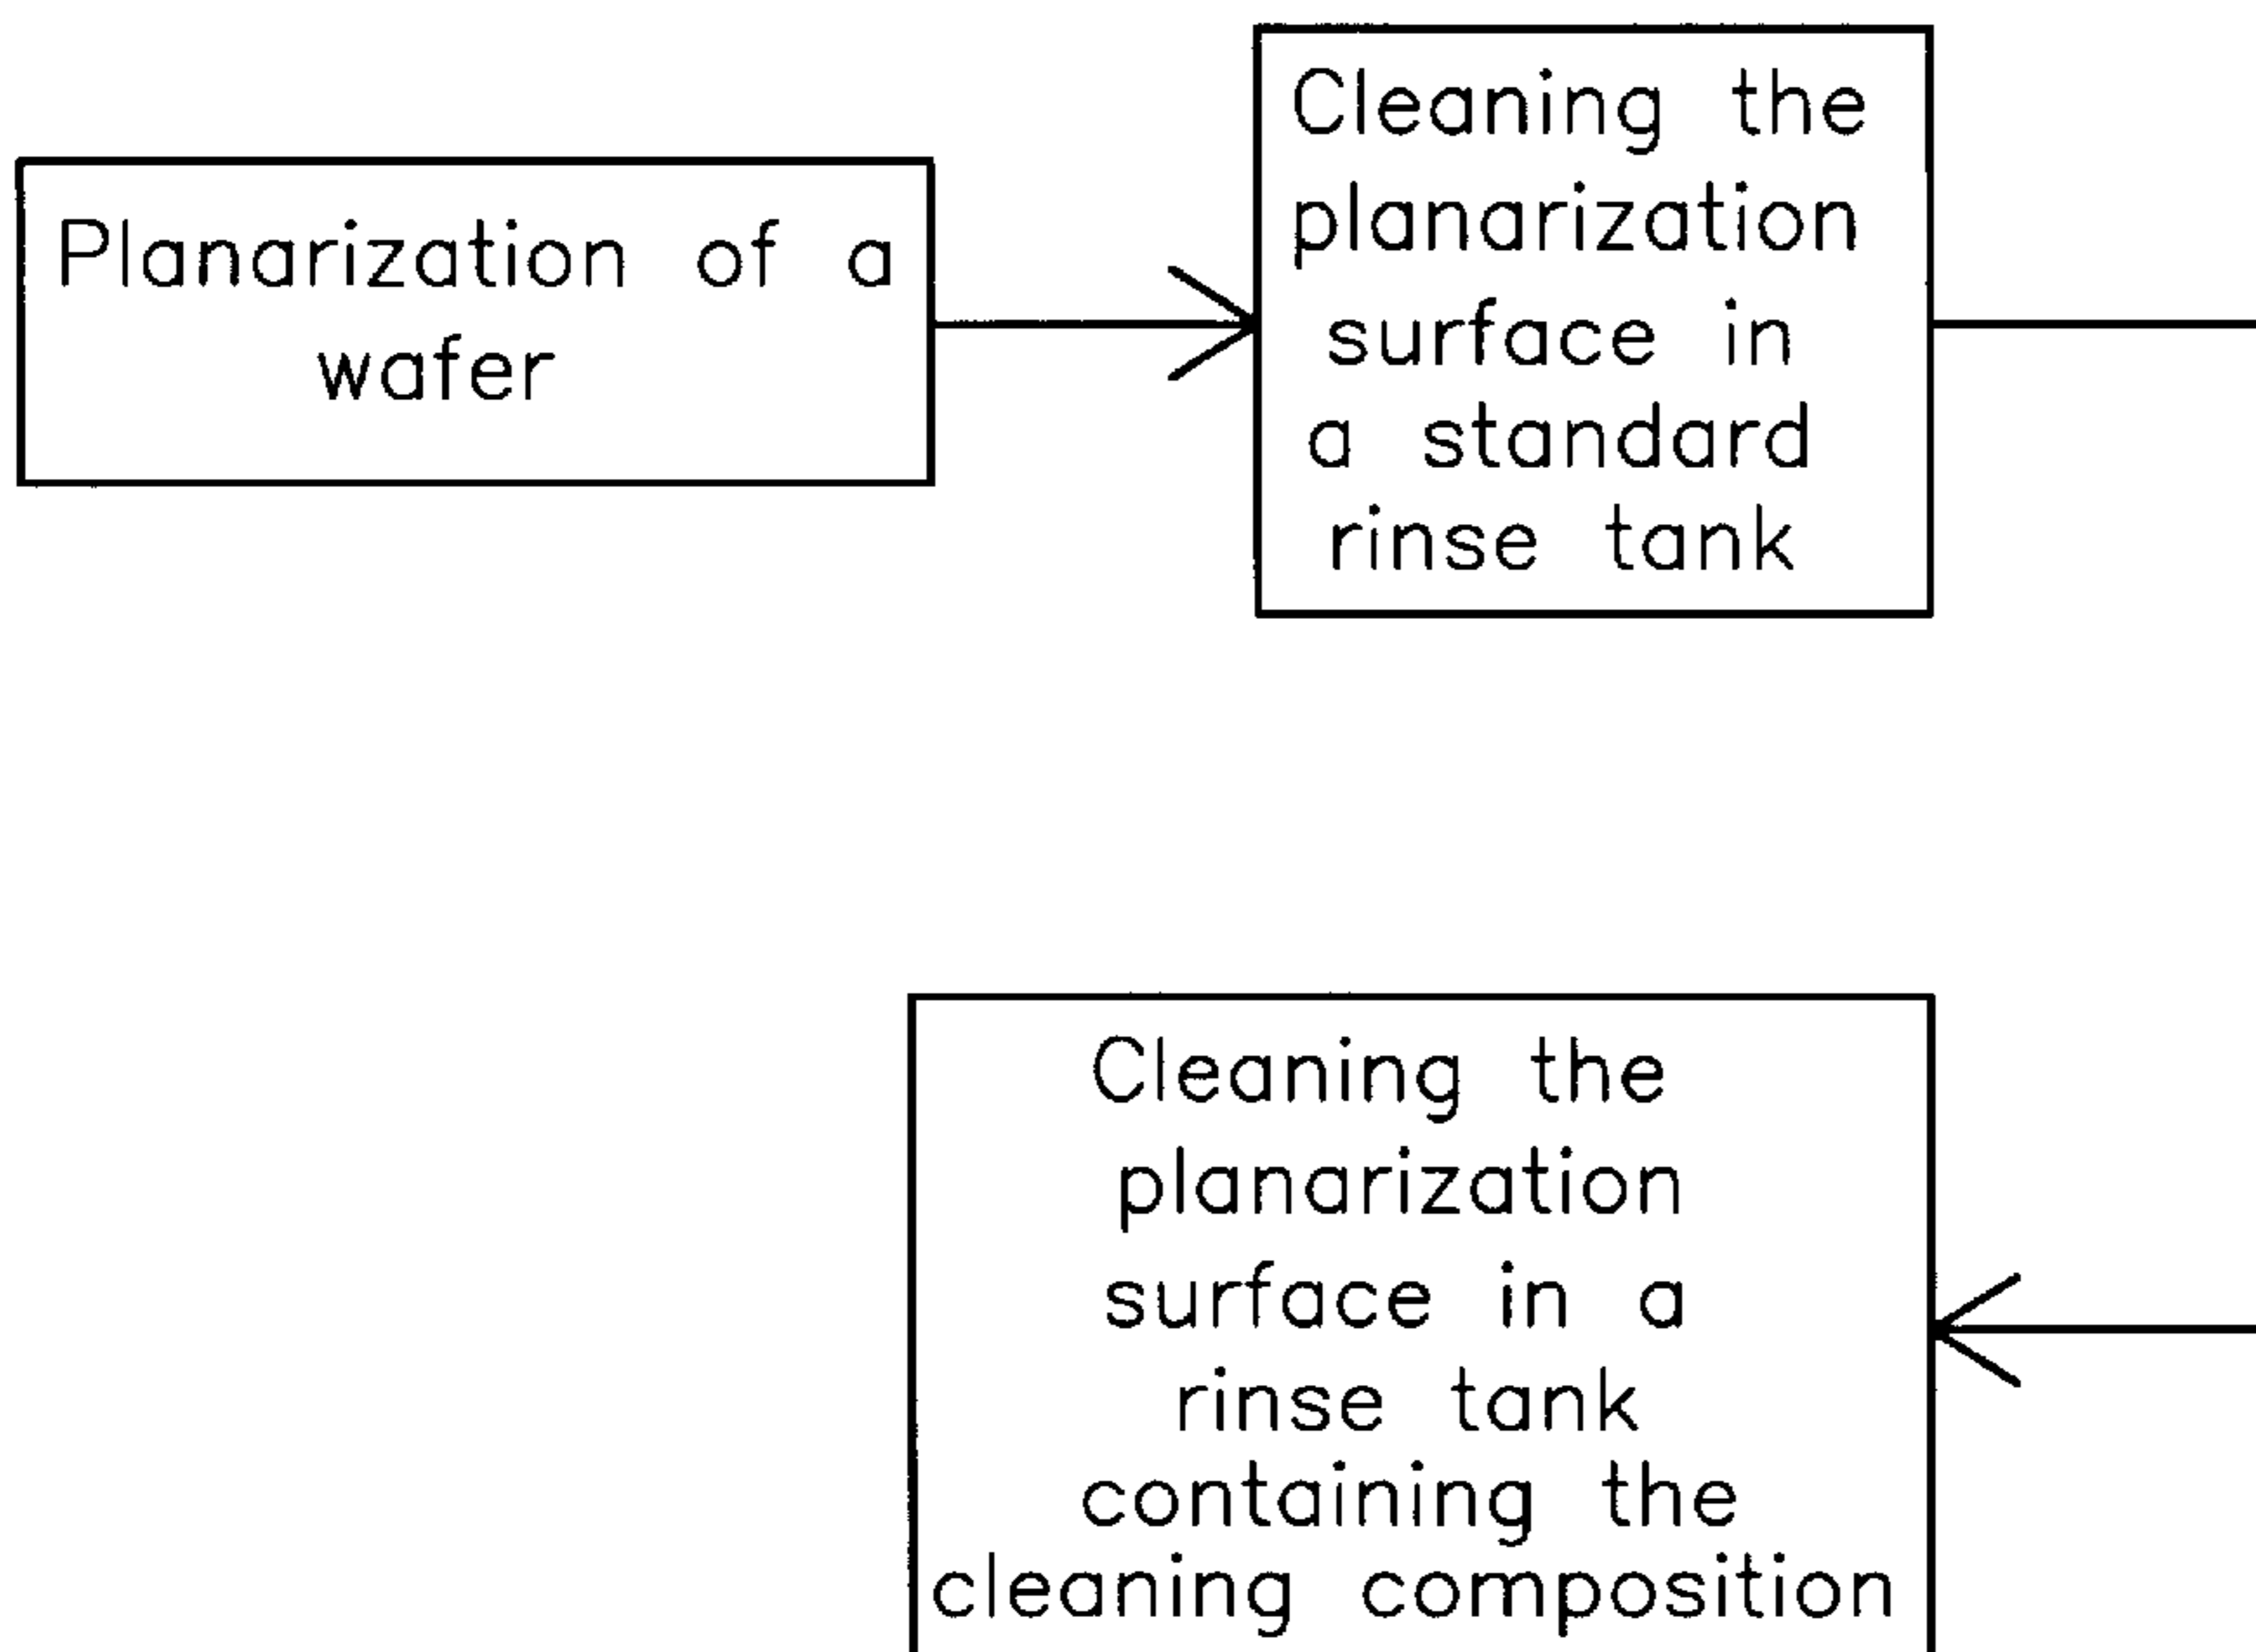 Planarization of a
wafer
Cleaning the
planarization
surface in
a standard
rinse tank
Cleaning the
planarization
surface in a
rinse tank
containing the
cleaning composition